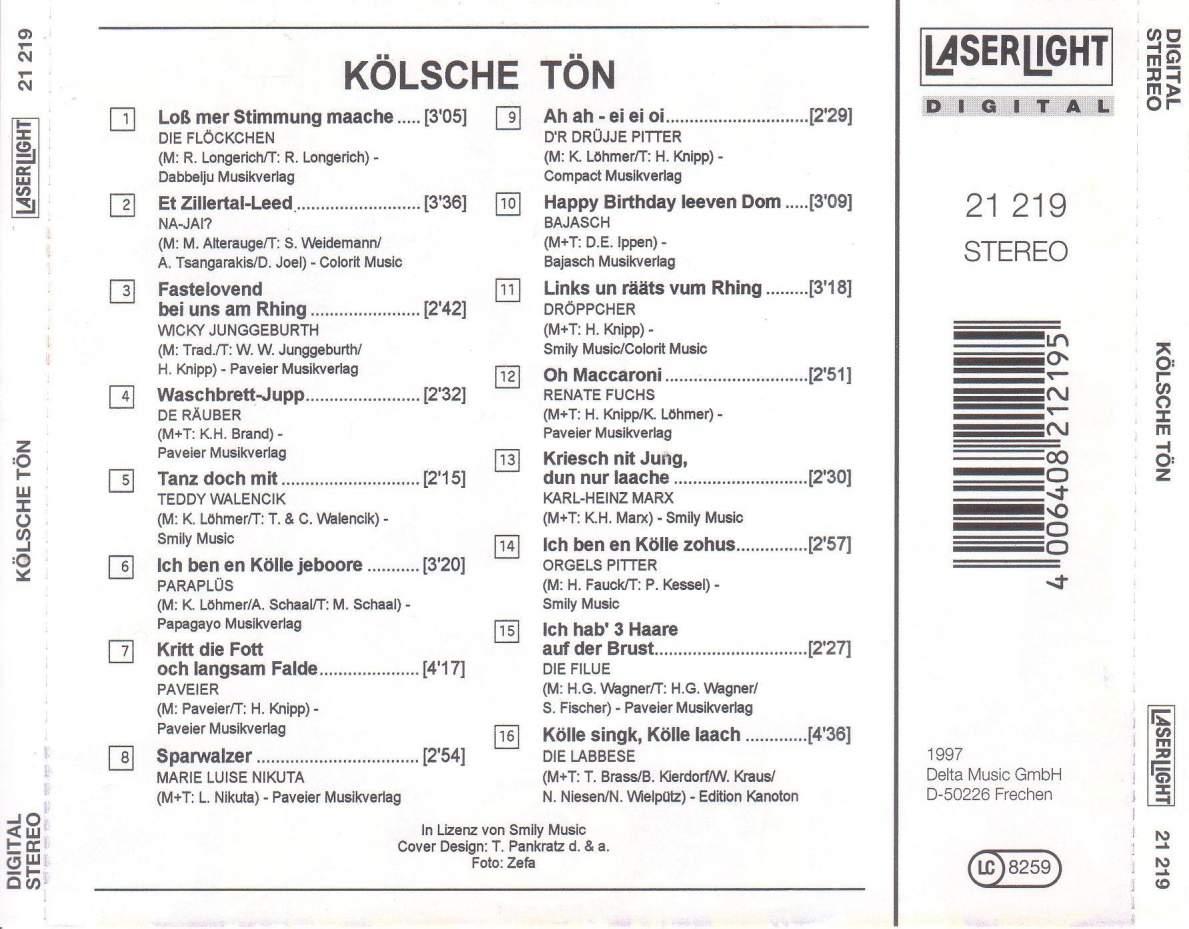 21 219
LASERLIGHT
KÖLSCHE TÖN
DIGITAL
STEREO
KÖLSCHE TÖN
1 Loß mer Stimmung maache ..... [3'05]
DIE FLÖCKCHEN
(M: R. Longerich/T: R. Longerich) -
Dabbelju Musikverlag
2 Et Zillertal-Leed .......................... [3'36]
NA-JAI?
(M: M. Alterauge/T: S. Weidemann/
A. Tsangarakis/D. Joel) - Colorit Music
3 Fastelovend
bei uns am Rhing ....................... [2'42]
WICKY JUNGGEBURTH
(M: Trad./T: W. W. Junggeburth/
H. Knipp) - Paveier Musikverlag
4 Waschbrett-Jupp........................ [2'32]
DE RÄUBER
(M+T: K.H. Brand) -
Paveier Musikverlag
5 Tanz doch mit ............................. [2'15]
TEDDY WALENCIK
(M: K. Löhmer/T: T. & C. Walencik) -
Smily Music
6 Ich ben en Kölle jeboore ........... [3'20]
PARAPLÜS
(M: K. Löhmer/A. Schaal/T: M. Schaal) -
Papagayo Musikverlag
7 Kritt die Fott
och langsam Falde..................... [4'17]
PAVEIER
(M: Paveier/T: H. Knipp) -
Paveier Musikverlag
8 Sparwalzer .................................. [2'54]
MARIE LUISE NIKUTA
(M+T: L. Nikuta) - Paveier Musikverlag
9 Ah ah - ei ei oi..............................[2'29]
D'R DRÜJJE PITTER
(M: K. Löhmer/T: H. Knipp) -
Compact Musikverlag
10 Happy Birthday leeven Dom .....[3'09]
BAJASCH
(M+T: D.E. Ippen) -
Bajasch Musikverlag
11 Links un rääts vum Rhing .........[3'18]
DRÖPPCHER
(M+T: H. Knipp) -
Smily Music/Colorit Music
12 Oh Maccaroni ..............................[2'51]
RENATE FUCHS
(M+T: H. Knipp/K. Löhmer) -
Paveier Musikverlag
13 Kriesch nit Jung,
dun nur laache ............................[2'30]
KARL-HEINZ MARX
(M+T: K.H. Marx) - Smily Music
14 Ich ben en Kölle zohus...............[2'57]
ORGELS PITTER
(M: H. Fauck/T: P. Kessel) -
Smily Music
15 Ich hab' 3 Haare
auf der Brust................................[2'27]
DIE FILUE
(M: H.G. Wagner/T: H.G. Wagner/
S. Fischer) - Paveier Musikverlag
16 Kölle singk, Kölle laach .............[4'36]
DIE LABBESE
(M+T: T. Brass/B. Kierdorf/W. Kraus/
N. Niesen/N. Wielpütz) - Edition Kanoton
In Lizenz von Smily Music
Cover Design: T. Pankratz d. & a.
Foto: Zefa
LASERLIGHT
DIGITAL
21 219
STEREO
4 006408 212195
1997
Delta Music GmbH
D-50226 Frechen
LC 8259
DIGITAL
STEREO
KÖLSCHE TÖN
LASERLIGHT
21 219